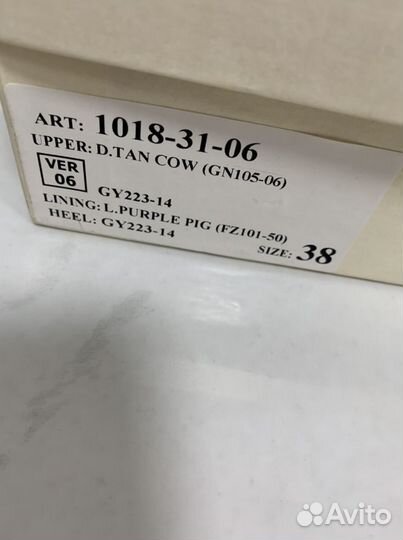 ART: 1018-31-06
UPPER: D.TAN COW (GN105-06)
VER
06
GY223-14
LINING: L.PURPLE PIG (FZ101-50)
HEEL: GY223-14
SIZE: 38
Avito